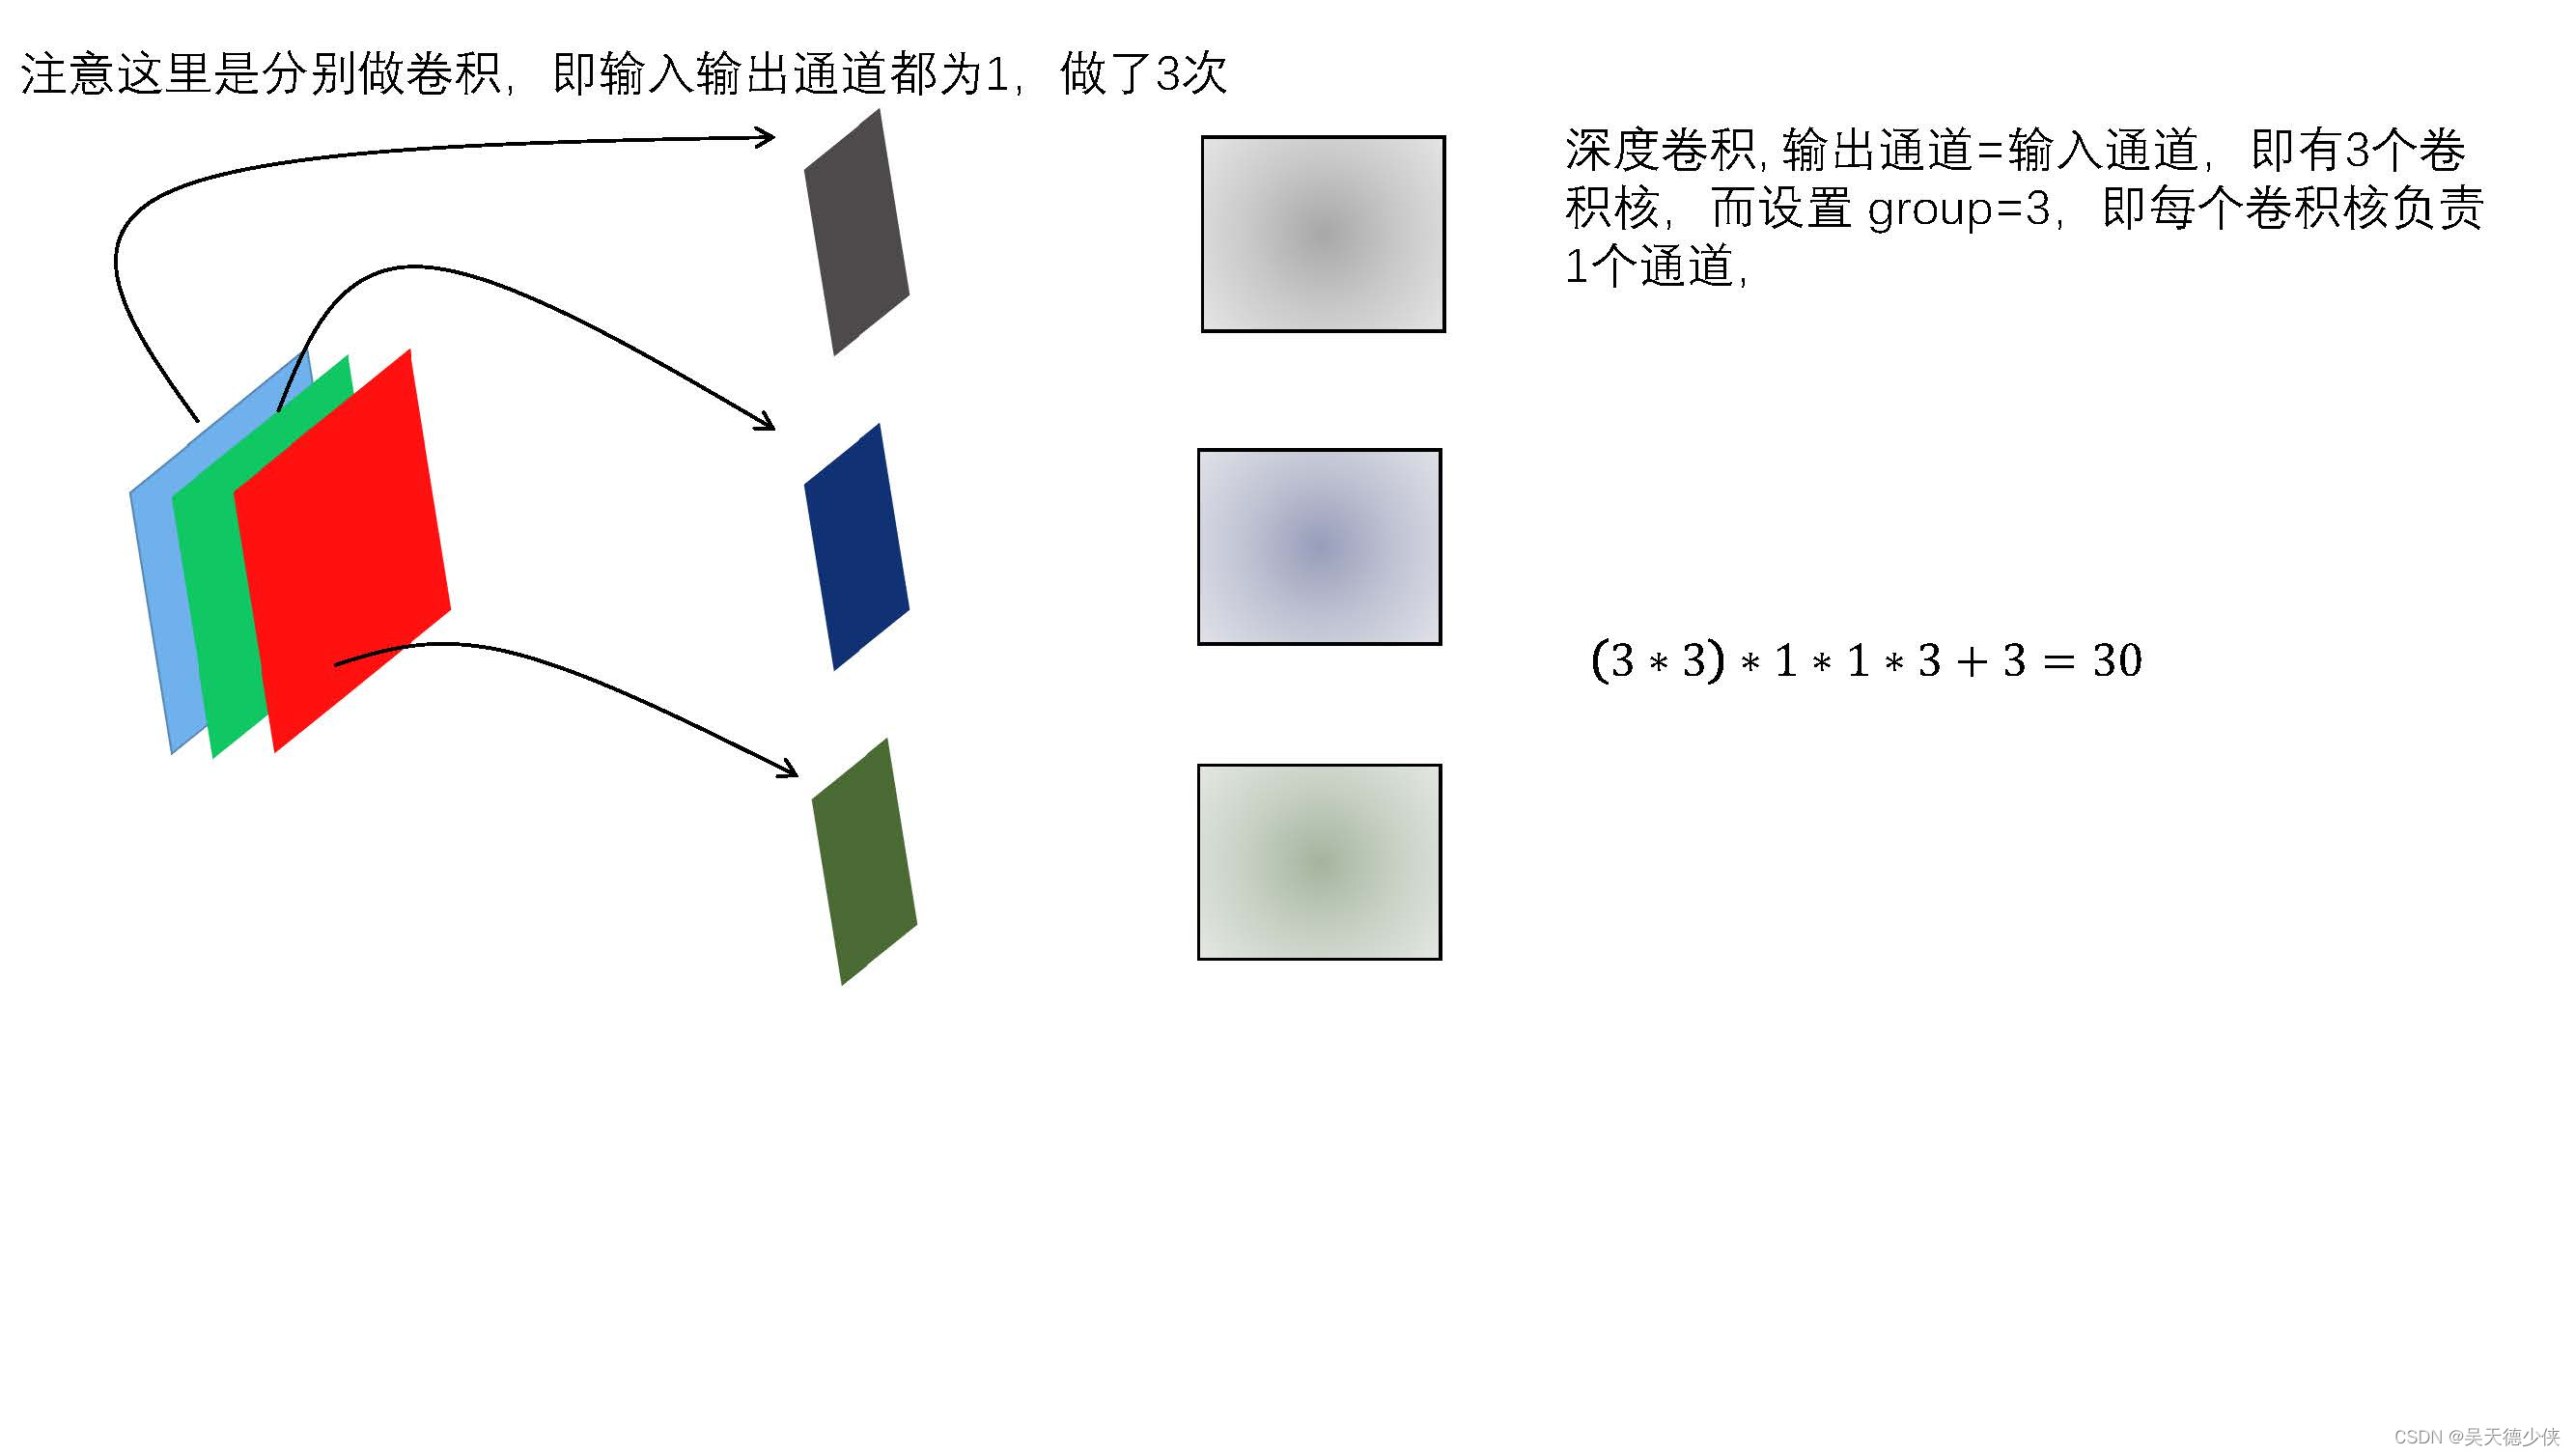 注意这里是分别做卷积，即输入输出通道都为1，做了3次
深度卷积, 输出通道=输入通道，即有3个卷
积核，而设置 group=3，即每个卷积核负责
1个通道，
(3 ∗ 3) ∗ 1 ∗ 1 ∗ 3 + 3 = 30
CSDN @吴天德少侠